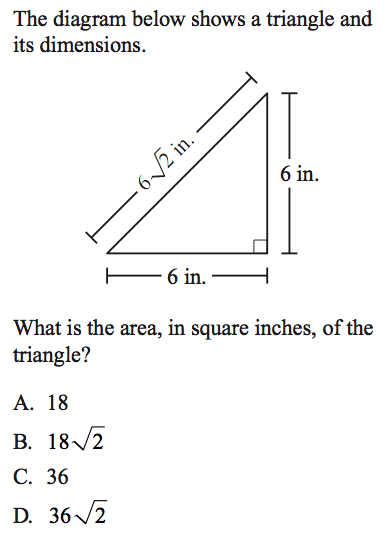 The diagram below shows a triangle and
its dimensions.
6√2 in.
6 in.
6 in.
What is the area, in square inches, of the
triangle?
A. 18
B. 18√2
C. 36
D. 36√2